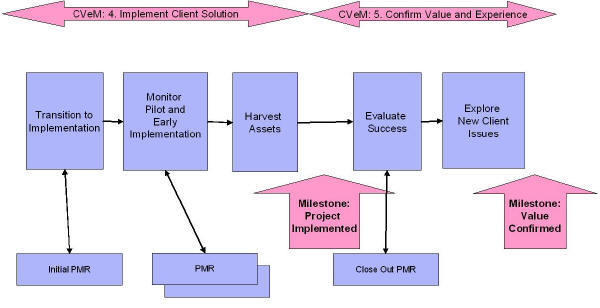 CVeM: 4. Implement Client Solution
CVeM: 5. Confirm Value and Experience
Transition to
Implementation
Monitor
Pilot and
Early
Implementation
Harvest
Assets
Evaluate
Success
Explore
New Client
Issues
Milestone:
Project
Implemented
Milestone:
Value
Confirmed
Initial PMR
PMR
Close Out PMR